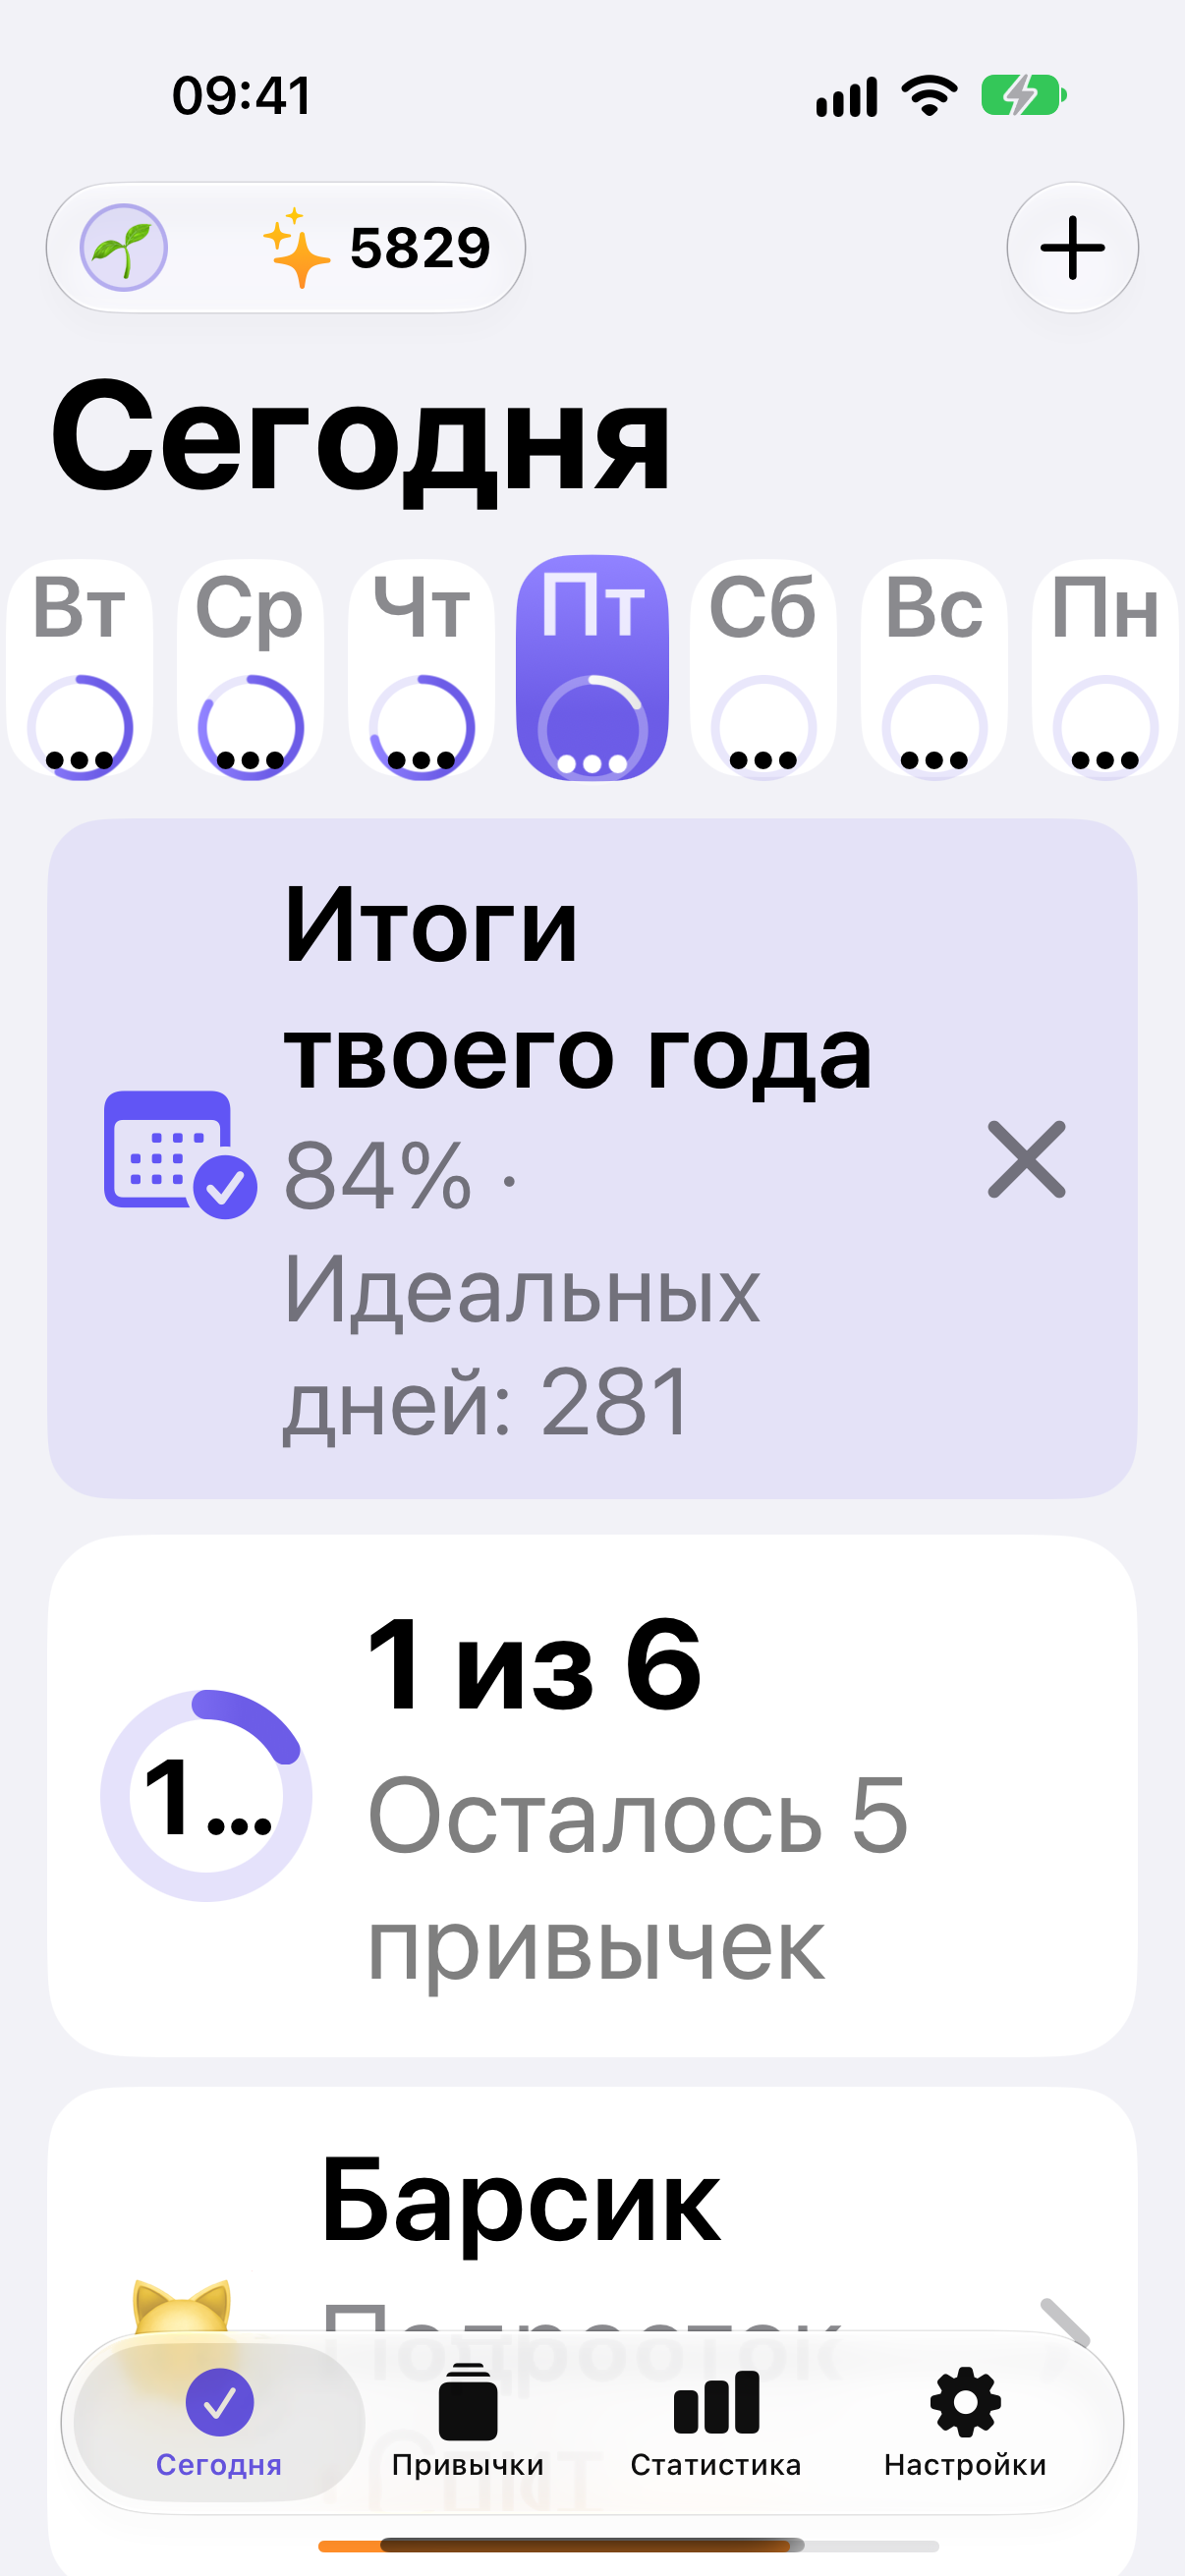 09:41
5829
Сегодня
Вт Ср Чт Пт Сб Вс Пн
... ... ... ... ... ... ...
Итоги
твоего года
84% ·
Идеальных
дней: 281
1 из 6
1...
Осталось 5
привычек
Барсик
Подросток
Сегодня Привычки Статистика Настройки